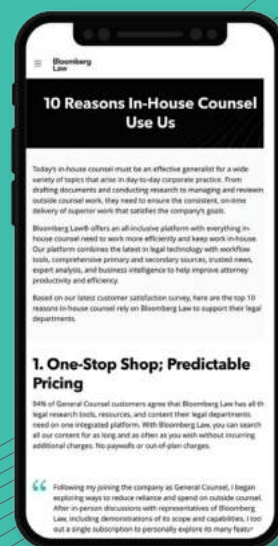 Bloomberg
Law
10 Reasons In-House Counsel
Use Us
Today's in-house counsel must be an effective generalist for a wide
variety of topics that arise in day-to-day corporate practice. From
drafting documents and conducting research to managing and reviewin
outside counsel work, they need to ensure the consistent, on-time
delivery of superior work that satisfies the company's goals.
Bloomberg Law® offers an all-inclusive platform with everything in-
house counsel need to work more efficiently and keep work in-house.
Our platform combines the latest in legal technology with workflow
tools, comprehensive primary and secondary sources, trusted news,
expert analysis, and business intelligence to help improve attorney
productivity and efficiency.
Based on our latest customer satisfaction survey, here are the top 10
reasons in-house counsel rely on Bloomberg Law to support their legal
departments.
1. One-Stop Shop; Predictable
Pricing
94% of General Counsel customers agree that Bloomberg Law has all th
legal research tools, resources, and content their legal departments
need on one integrated platform. With Bloomberg Law, you can search
all our content for as long and as often as you wish without incurring
additional charges. No paywalls or out-of-plan charges.
Following my joining the company as General Counsel, I began
exploring ways to reduce reliance and spend on outside counsel.
After in-person discussions with representatives of Bloomberg
Law, including demonstrations of its scope and capabilities, I too
out a single subscription to personally explore its many featur